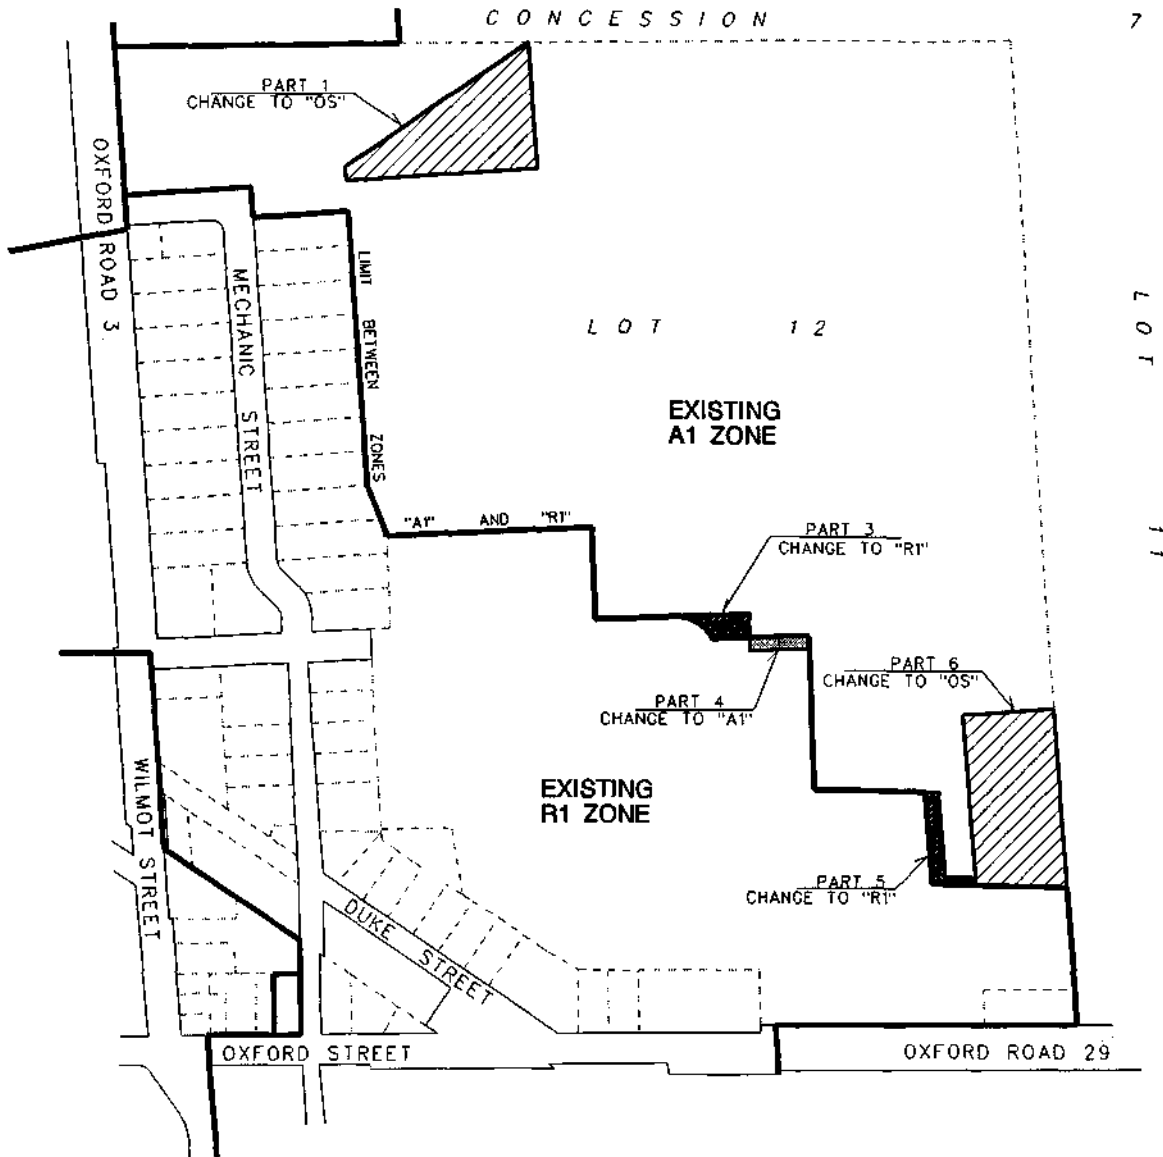 CONCESSION 7
PART 1
CHANGE TO "OS"
OXFORD ROAD 3
MECHANIC STREET
LIMIT BETWEEN ZONES
"A1" AND "R1"
LOT 12
LOT 11
EXISTING
A1 ZONE
PART 3
CHANGE TO "R1"
PART 4
CHANGE TO "A1"
PART 6
CHANGE TO "OS"
EXISTING
R1 ZONE
WILMOT STREET
PART 5
CHANGE TO "R1"
DUKE STREET
OXFORD STREET
OXFORD ROAD 29